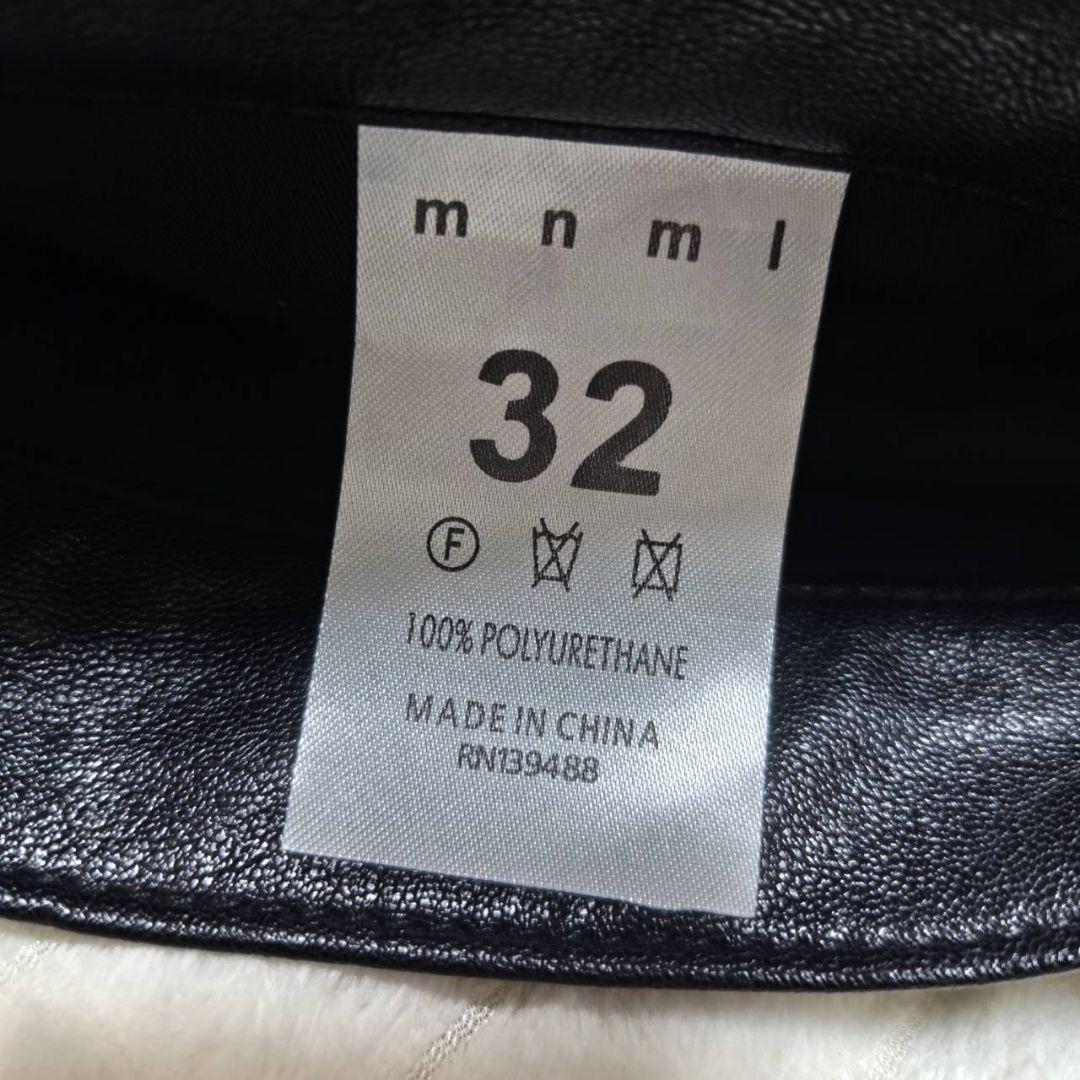 m n m l
32
F
100% POLYURETHANE
MADE IN CHINA
RN139488